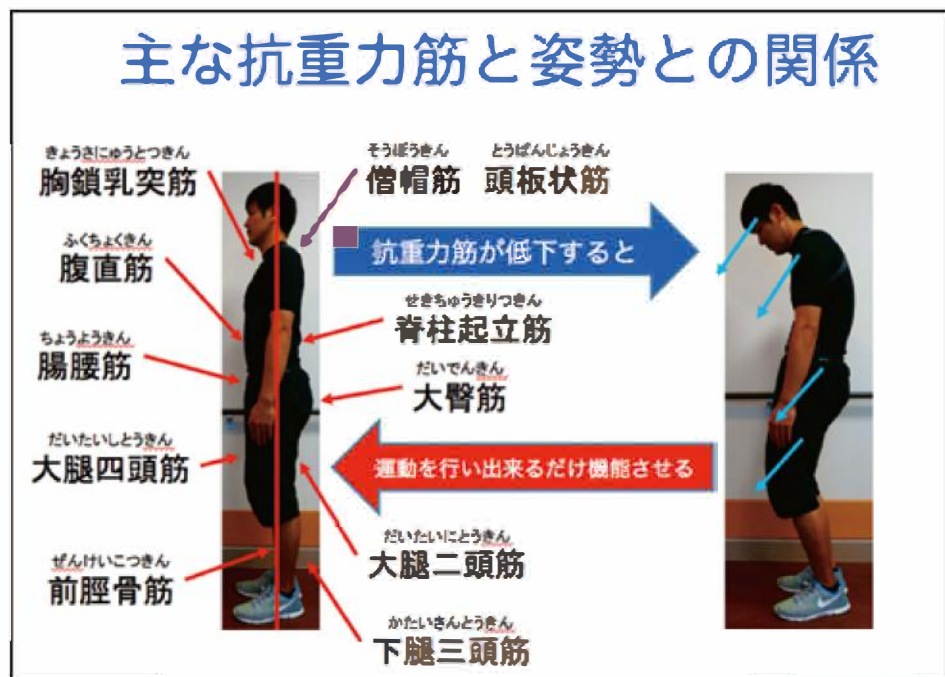 主な抗重力筋と姿勢との関係
きょうさにゅうとつきん
胸鎖乳突筋
そうぼうきん とうばんじょうきん
僧帽筋 頭板状筋
抗重力筋が低下すると
ふくちょくきん
腹直筋
せきちゅうきりつきん
脊柱起立筋
ちょうようきん
腸腰筋
だいでんきん
大臀筋
だいたいしとうきん
大腿四頭筋
運動を行い出来るだけ機能させる
だいたいにとうきん
大腿二頭筋
ぜんけいこつきん
前脛骨筋
かたいさんとうきん
下腿三頭筋